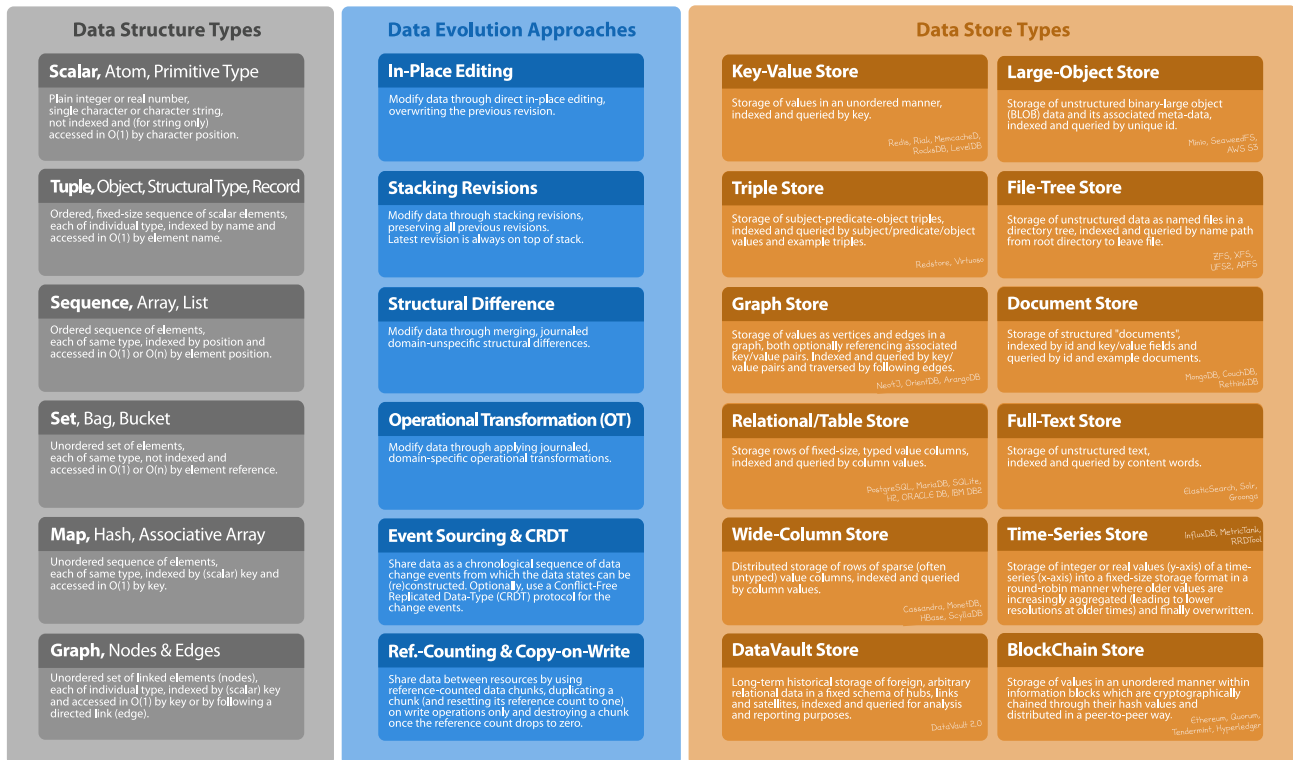 Data Structure Types
Scalar, Atom, Primitive Type
Plain integer or real number,
single character or character string,
not indexed and (for string only)
accessed in O(1) by character position.
Tuple, Object, Structural Type, Record
Ordered, fixed-size sequence of scalar elements,
each of individual type, indexed by name and
accessed in O(1) by element name.
Sequence, Array, List
Ordered sequence of elements,
each of same type, indexed by position and
accessed in O(1) or O(n) by element position.
Set, Bag, Bucket
Unordered set of elements,
each of same type, not indexed and
accessed in O(1) or O(n) by element reference.
Map, Hash, Associative Array
Unordered sequence of elements,
each of same type, indexed by (scalar) key and
accessed in O(1) by key.
Graph, Nodes & Edges
Unordered set of linked elements (nodes),
each of individual type, indexed by (scalar) key
and accessed in O(1) by key or by following a
directed link (edge).
Data Evolution Approaches
In-Place Editing
Modify data through direct in-place editing,
overwriting the previous revision.
Stacking Revisions
Modify data through stacking revisions,
preserving all previous revisions.
Latest revision is always on top of stack.
Structural Difference
Modify data through merging, journaled
domain-unspecific structural differences.
Operational Transformation (OT)
Modify data through applying journaled,
domain-specific operational transformations.
Event Sourcing & CRDT
Share data as a chronological sequence of data
change events from which the data states can be
(re)constructed. Optionally, use a Conflict-Free
Replicated Data-Type (CRDT) protocol for the
change events.
Ref.-Counting & Copy-on-Write
Share data between resources by using
reference-counted data chunks, duplicating a
chunk (and resetting its reference count to one)
on write operations only and destroying a chunk
once the reference count drops to zero.
Data Store Types
Key-Value Store
Storage of values in an unordered manner,
indexed and queried by key.
Redis, Riak, MemcacheD,
RocksDB, LevelDB
Large-Object Store
Storage of unstructured binary-large object
(BLOB) data and its associated meta-data,
indexed and queried by unique id.
Minio, SeaweedFS,
AWS S3
Triple Store
Storage of subject-predicate-object triples,
indexed and queried by subject/predicate/object
values and example triples.
Redstore, Virtuoso
File-Tree Store
Storage of unstructured data as named files in a
directory tree, indexed and queried by name path
from root directory to leave file.
ZFS, XFS,
UFS2, APFS
Graph Store
Storage of values as vertices and edges in a
graph, both optionally referencing associated
key/value pairs. Indexed and queried by key/
value pairs and traversed by following edges.
Neo4J, OrientDB, ArangoDB
Document Store
Storage of structured "documents",
indexed by id and key/value fields and
queried by id and example documents.
MongoDB, CouchDB,
RethinkDB
Relational/Table Store
Storage rows of fixed-size, typed value columns,
indexed and queried by column values.
PostgreSQL, MariaDB, SQLite,
H2, ORACLE DB, IBM DB2
Full-Text Store
Storage of unstructured text,
indexed and queried by content words.
ElasticSearch, Solr,
Groonga
Wide-Column Store
Distributed storage of rows of sparse (often
untyped) value columns, indexed and queried
by column values.
Cassandra, MonetDB,
HBase, ScyllaDB
Time-Series Store
InfluxDB, MetricTank,
RRDTool
Storage of integer or real values (y-axis) of a time-
series (x-axis) into a fixed-size storage format in a
round-robin manner where older values are
increasingly aggregated (leading to lower
resolutions at older times) and finally overwritten.
DataVault Store
Long-term historical storage of foreign, arbitrary
relational data in a fixed schema of hubs, links
and satellites, indexed and queried for analysis
and reporting purposes.
DataVault 2.0
BlockChain Store
Storage of values in an unordered manner within
information blocks which are cryptographically
chained through their hash values and
distributed in a peer-to-peer way.
Ethereum, Quorum,
Tendermint, Hyperledger